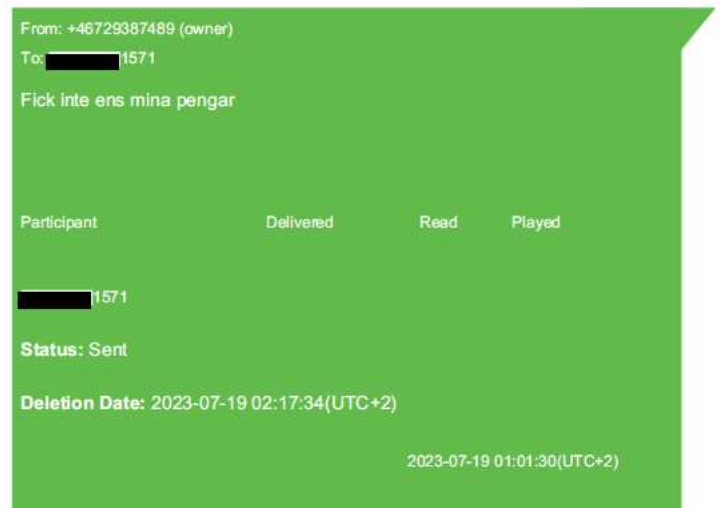 From: +46729387489 (owner)
To: 1571
Fick inte ens mina pengar
Participant Delivered Read Played
1571
Status: Sent
Deletion Date: 2023-07-19 02:17:34(UTC+2)
2023-07-19 01:01:30(UTC+2)